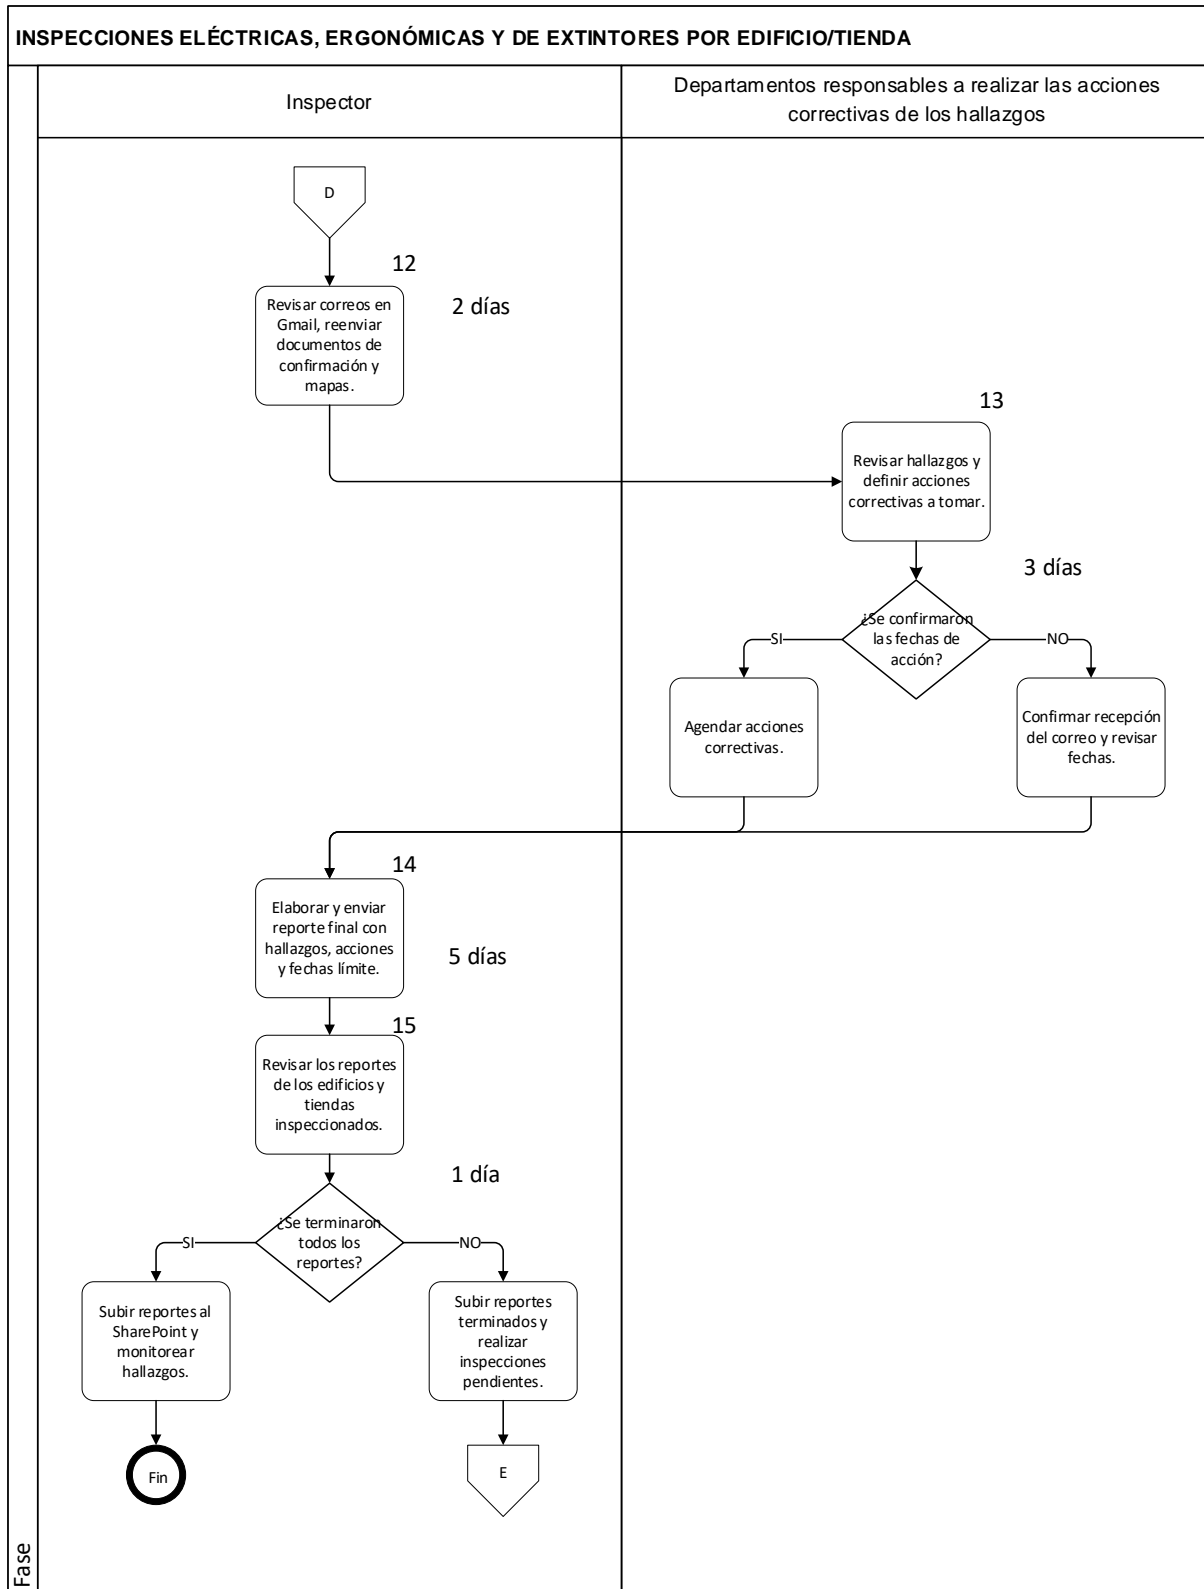 INSPECCIONES ELÉCTRICAS, ERGONÓMICAS Y DE EXTINTORES POR EDIFICIO/TIENDA
Inspector
Departamentos responsables a realizar las acciones
correctivas de los hallazgos
D
12
Revisar correos en
Gmail, reenviar
documentos de
confirmación y
mapas.
2 días
13
Revisar hallazgos y
definir acciones
correctivas a tomar.
3 días
¿Se confirmaron
las fechas de
acción?
SI
NO
Agendar acciones
correctivas.
Confirmar recepción
del correo y revisar
fechas.
14
Elaborar y enviar
reporte final con
hallazgos, acciones
y fechas límite.
5 días
15
Revisar los reportes
de los edificios y
tiendas
inspeccionados.
1 día
¿Se terminaron
todos los
reportes?
SI
NO
Subir reportes al
SharePoint y
monitorear
hallazgos.
Subir reportes
terminados y
realizar
inspecciones
pendientes.
Fin
E
Fase